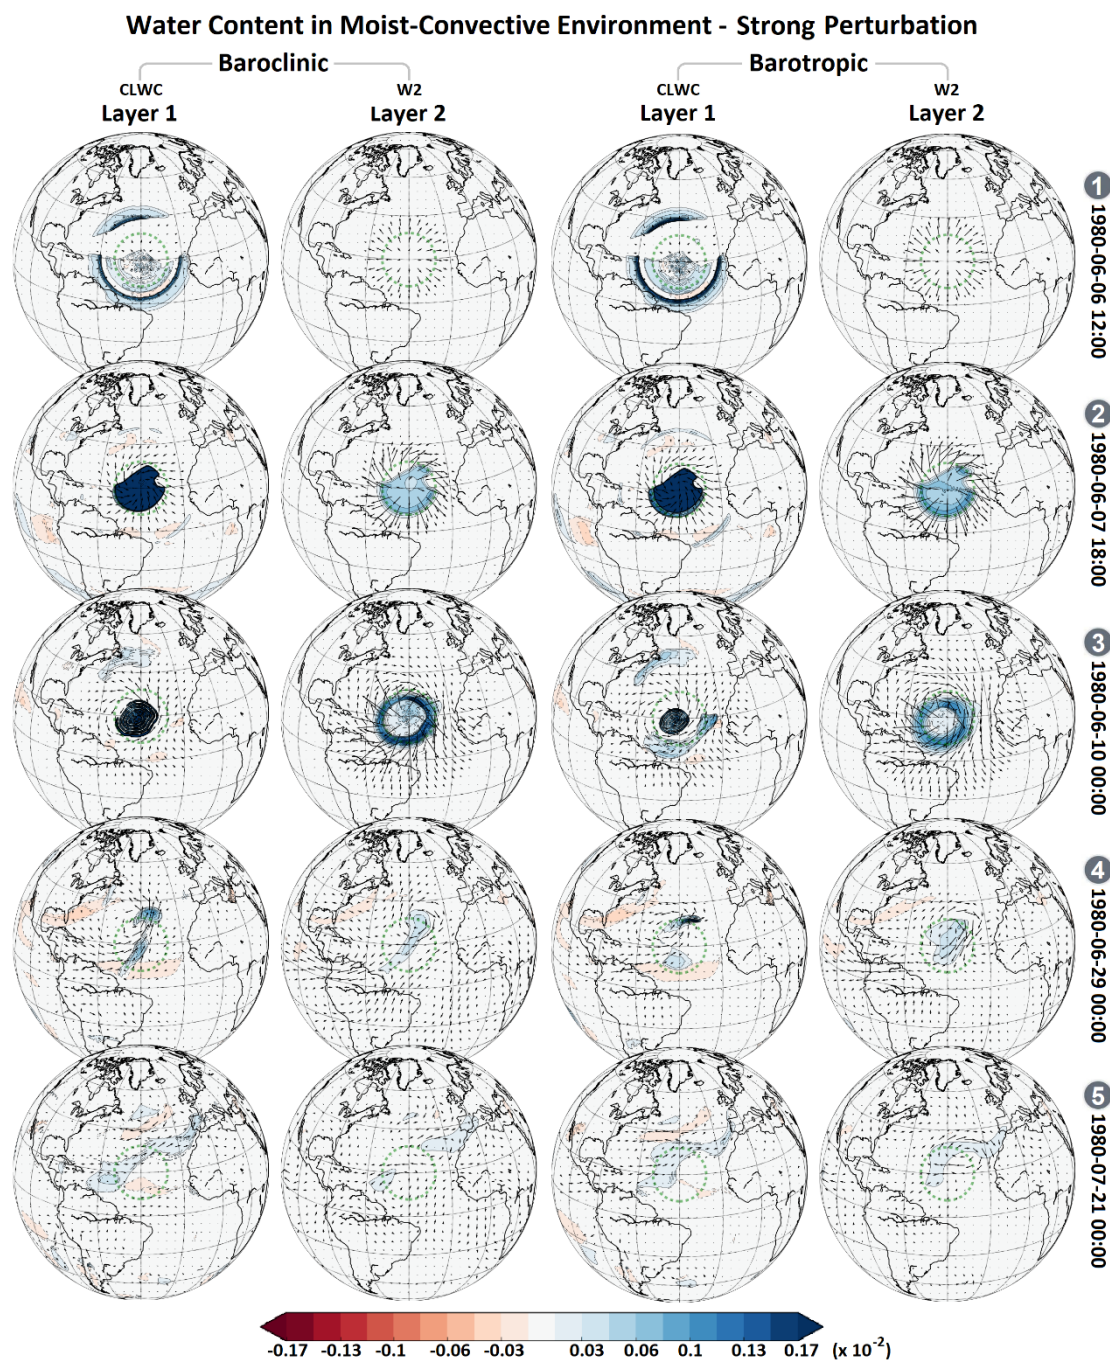 Water Content in Moist-Convective Environment - Strong Perturbation
Baroclinic Barotropic
CLWC W2 CLWC W2
Layer 1 Layer 2 Layer 1 Layer 2
1 1980-06-06 12:00
2 1980-06-07 18:00
3 1980-06-10 00:00
4 1980-06-29 00:00
5 1980-07-21 00:00
-0.17 -0.13 -0.1 -0.06 -0.03 0.03 0.06 0.1 0.13 0.17 (x 10⁻²)